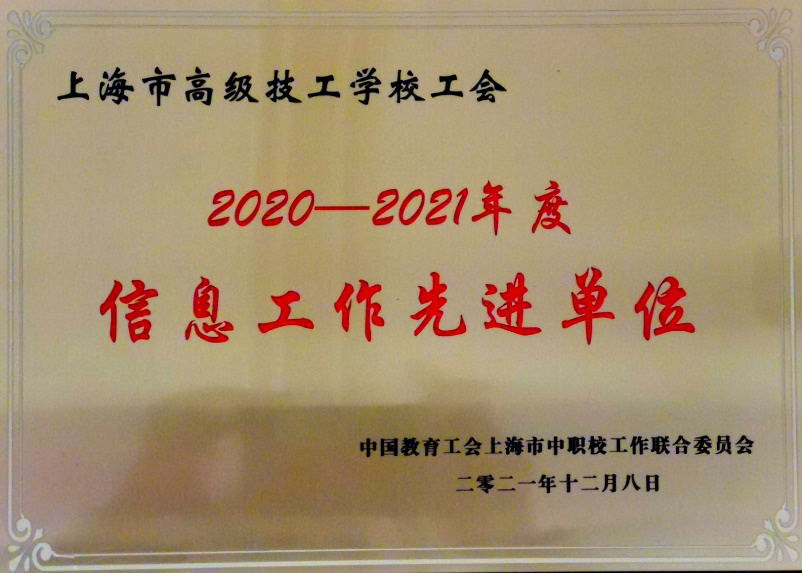 上海市高级技工学校工会
2020—2021年度
信息工作先进单位
中国教育工会上海市中职校工作联合委员会
二零二一年十二月八日